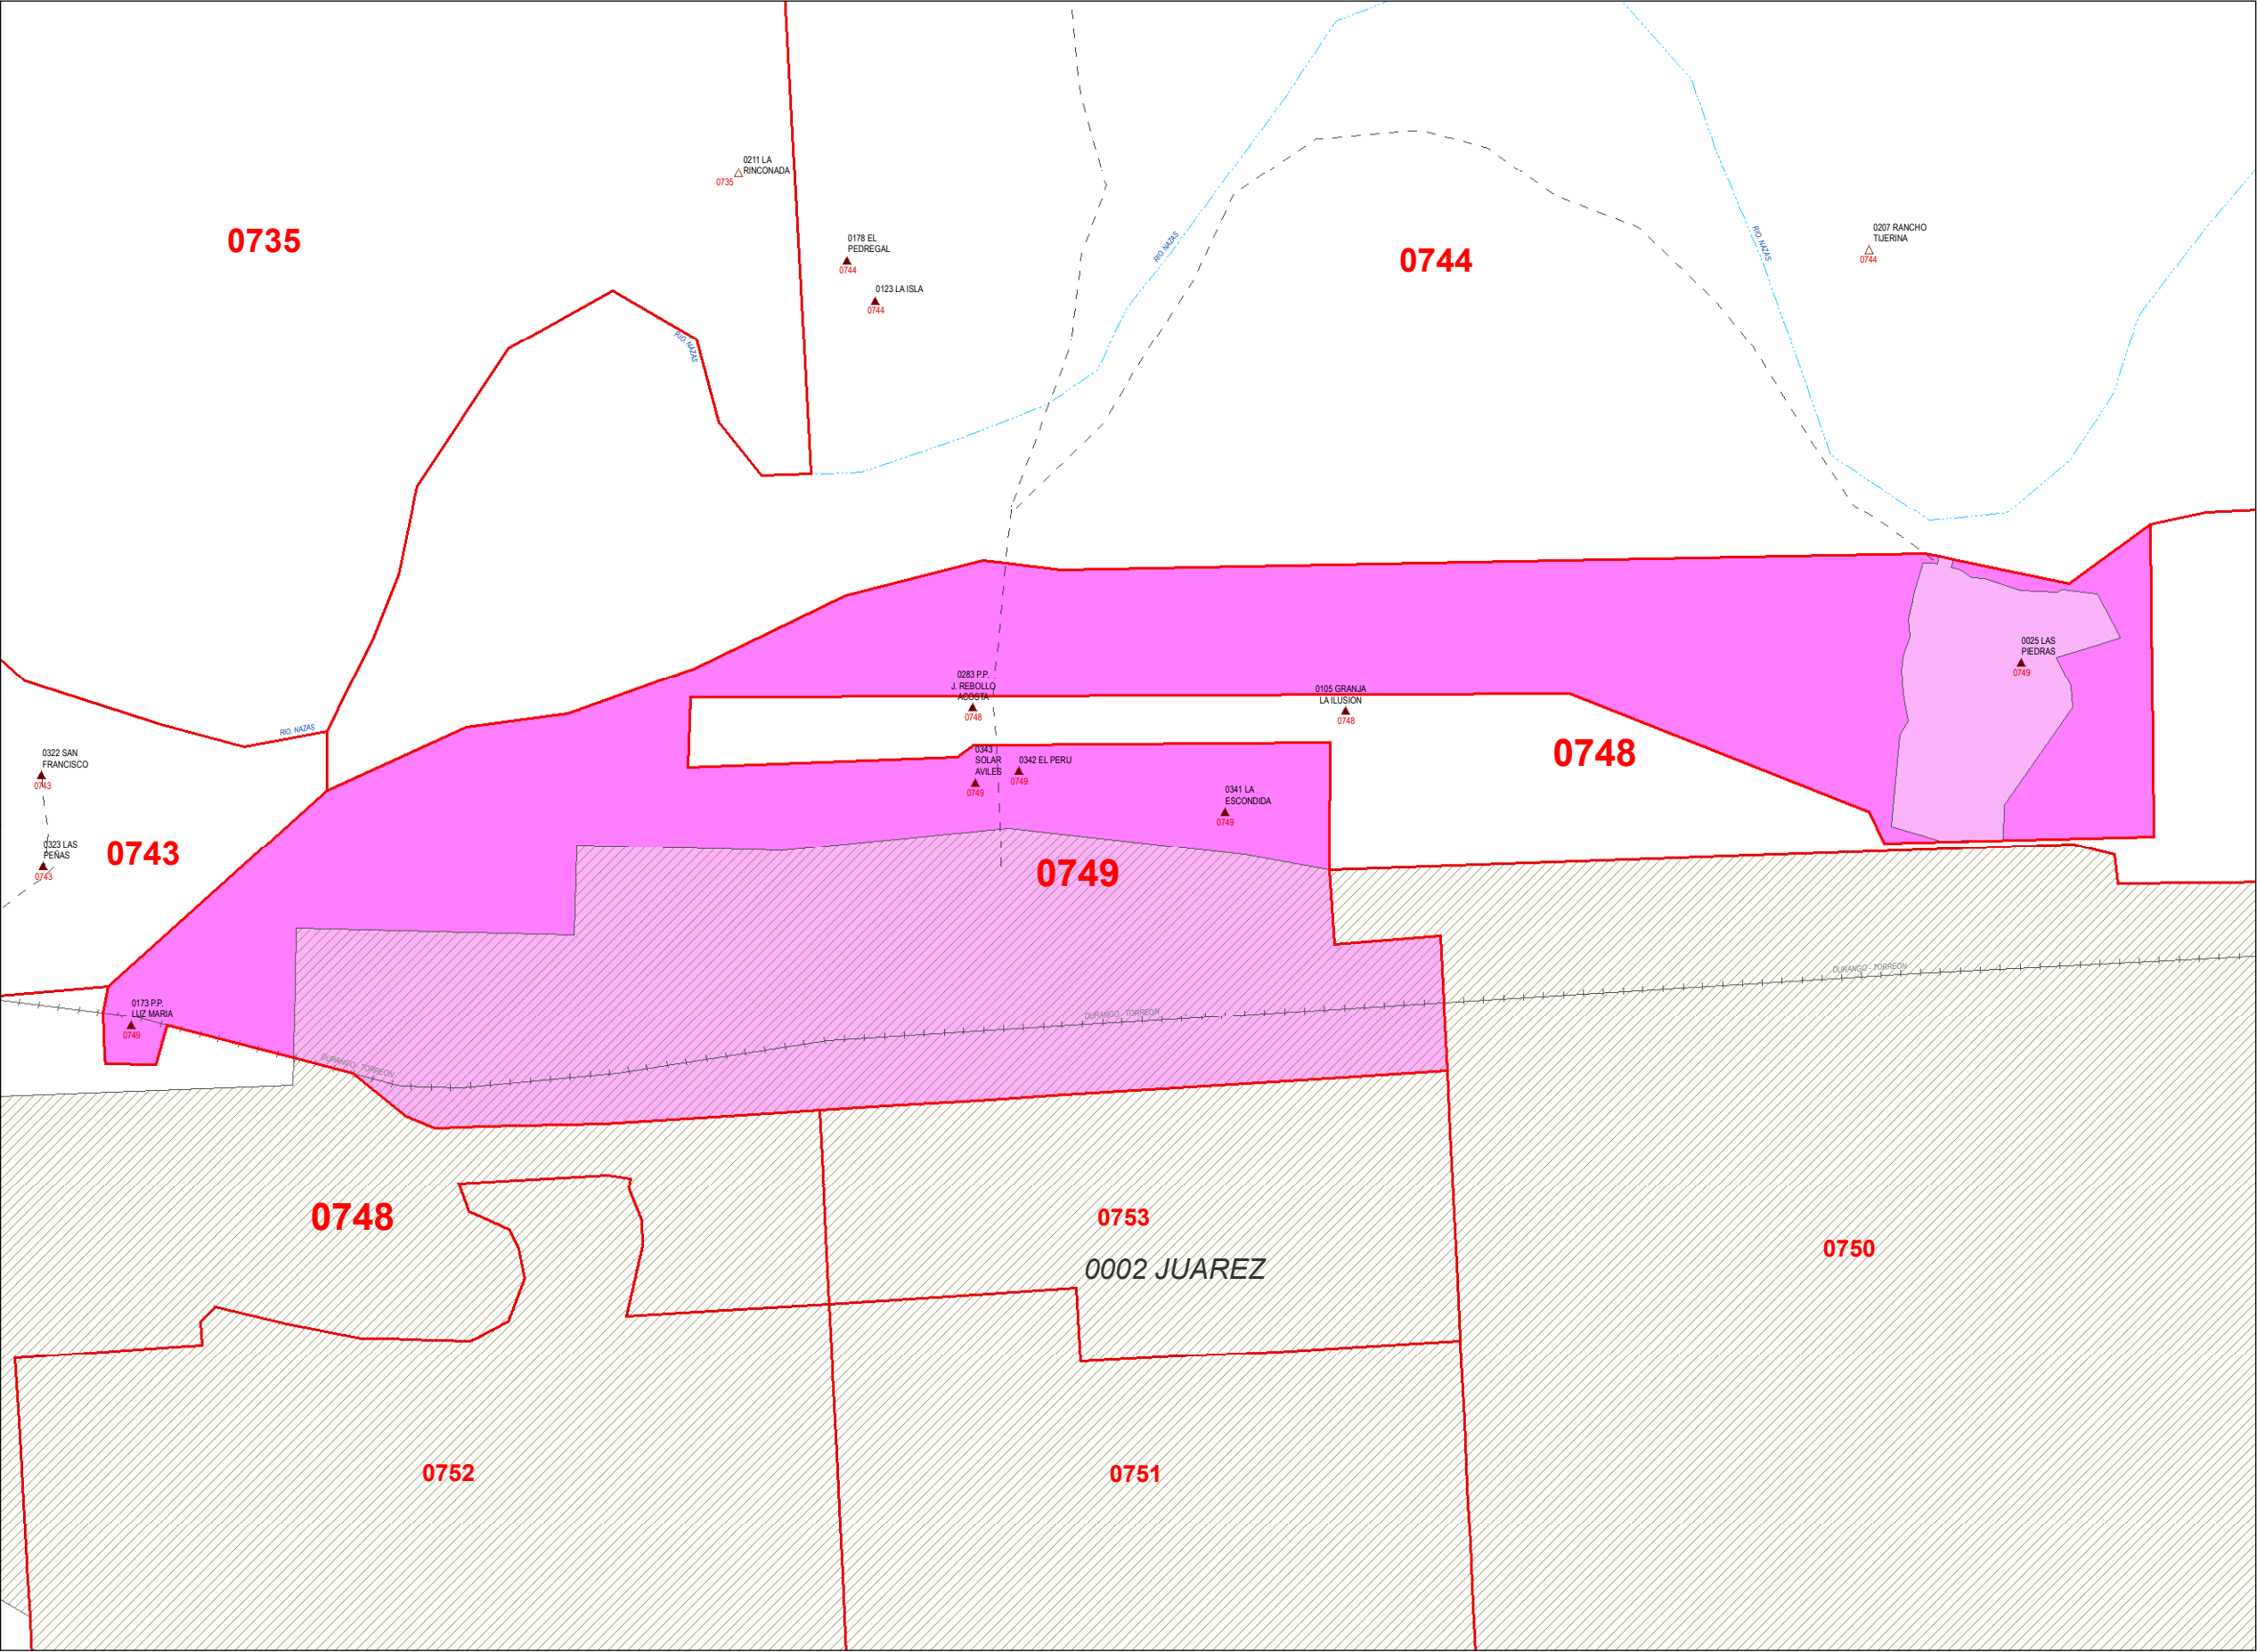 0211 LA
RINCONADA
0735
0735
0178 EL
PEDREGAL
0744
0123 LA ISLA
0744
RIO. NAZAS
0744
RIO. NAZAS
0207 RANCHO
TIJERINA
0744
RIO. NAZAS
0025 LAS
PIEDRAS
0749
0283 P.P.
J. REBOLLO
ACOSTA
0748
0105 GRANJA
LA ILUSION
0748
RIO. NAZAS
0748
0322 SAN
FRANCISCO
0743
0343
SOLAR
AVILES
0749
0342 EL PERU
0749
0341 LA
ESCONDIDA
0749
0323 LAS
PEÑAS
0743
0743
0749
DURANGO - TORREON
0173 P.P.
LUZ MARIA
0749
DURANGO - TORREON
DURANGO - TORREON
0748
0753
0002 JUAREZ
0750
0752
0751